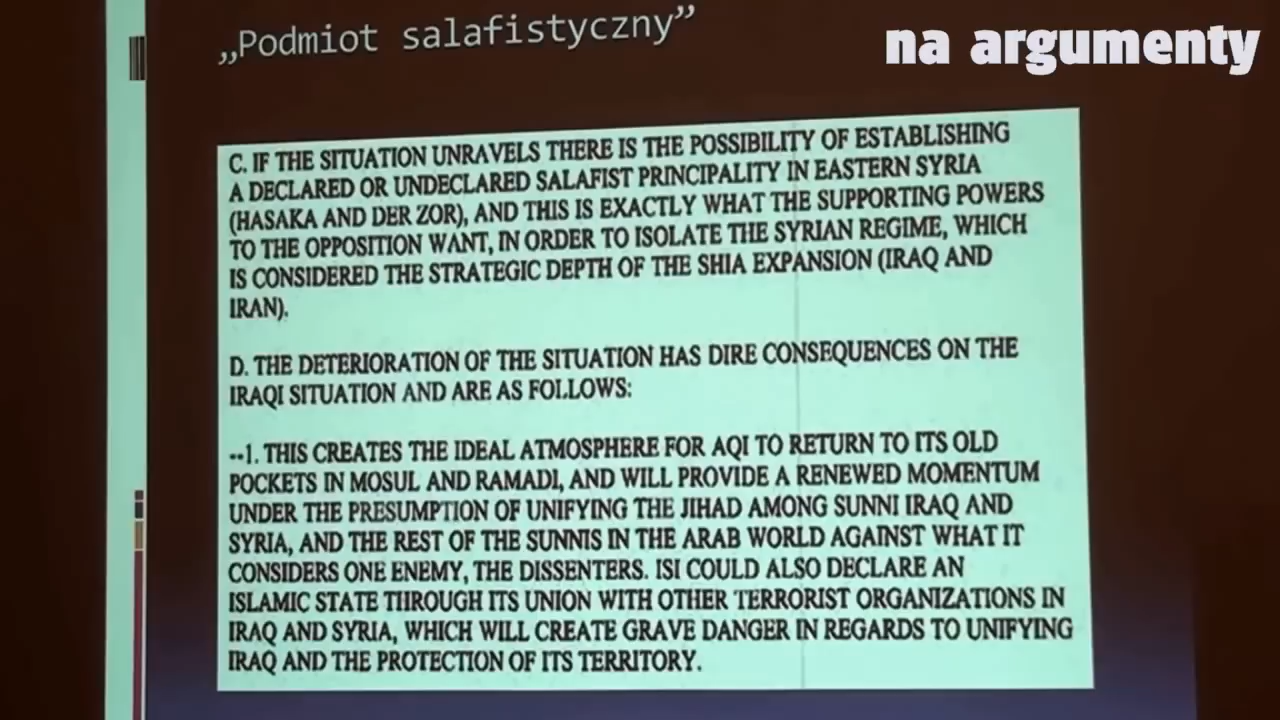 „Podmiot salafistyczny”
na argumenty
C. IF THE SITUATION UNRAVELS THERE IS THE POSSIBILITY OF ESTABLISHING
A DECLARED OR UNDECLARED SALAFIST PRINCIPALITY IN EASTERN SYRIA
(HASAKA AND DER ZOR), AND THIS IS EXACTLY WHAT THE SUPPORTING POWERS
TO THE OPPOSITION WANT, IN ORDER TO ISOLATE THE SYRIAN REGIME, WHICH
IS CONSIDERED THE STRATEGIC DEPTH OF THE SHIA EXPANSION (IRAQ AND
IRAN).
D. THE DETERIORATION OF THE SITUATION HAS DIRE CONSEQUENCES ON THE
IRAQI SITUATION AND ARE AS FOLLOWS:
--1. THIS CREATES THE IDEAL ATMOSPHERE FOR AQI TO RETURN TO ITS OLD
POCKETS IN MOSUL AND RAMADI, AND WILL PROVIDE A RENEWED MOMENTUM
UNDER THE PRESUMPTION OF UNIFYING THE JIHAD AMONG SUNNI IRAQ AND
SYRIA, AND THE REST OF THE SUNNIS IN THE ARAB WORLD AGAINST WHAT IT
CONSIDERS ONE ENEMY, THE DISSENTERS. ISI COULD ALSO DECLARE AN
ISLAMIC STATE THROUGH ITS UNION WITH OTHER TERRORIST ORGANIZATIONS IN
IRAQ AND SYRIA, WHICH WILL CREATE GRAVE DANGER IN REGARDS TO UNIFYING
IRAQ AND THE PROTECTION OF ITS TERRITORY.